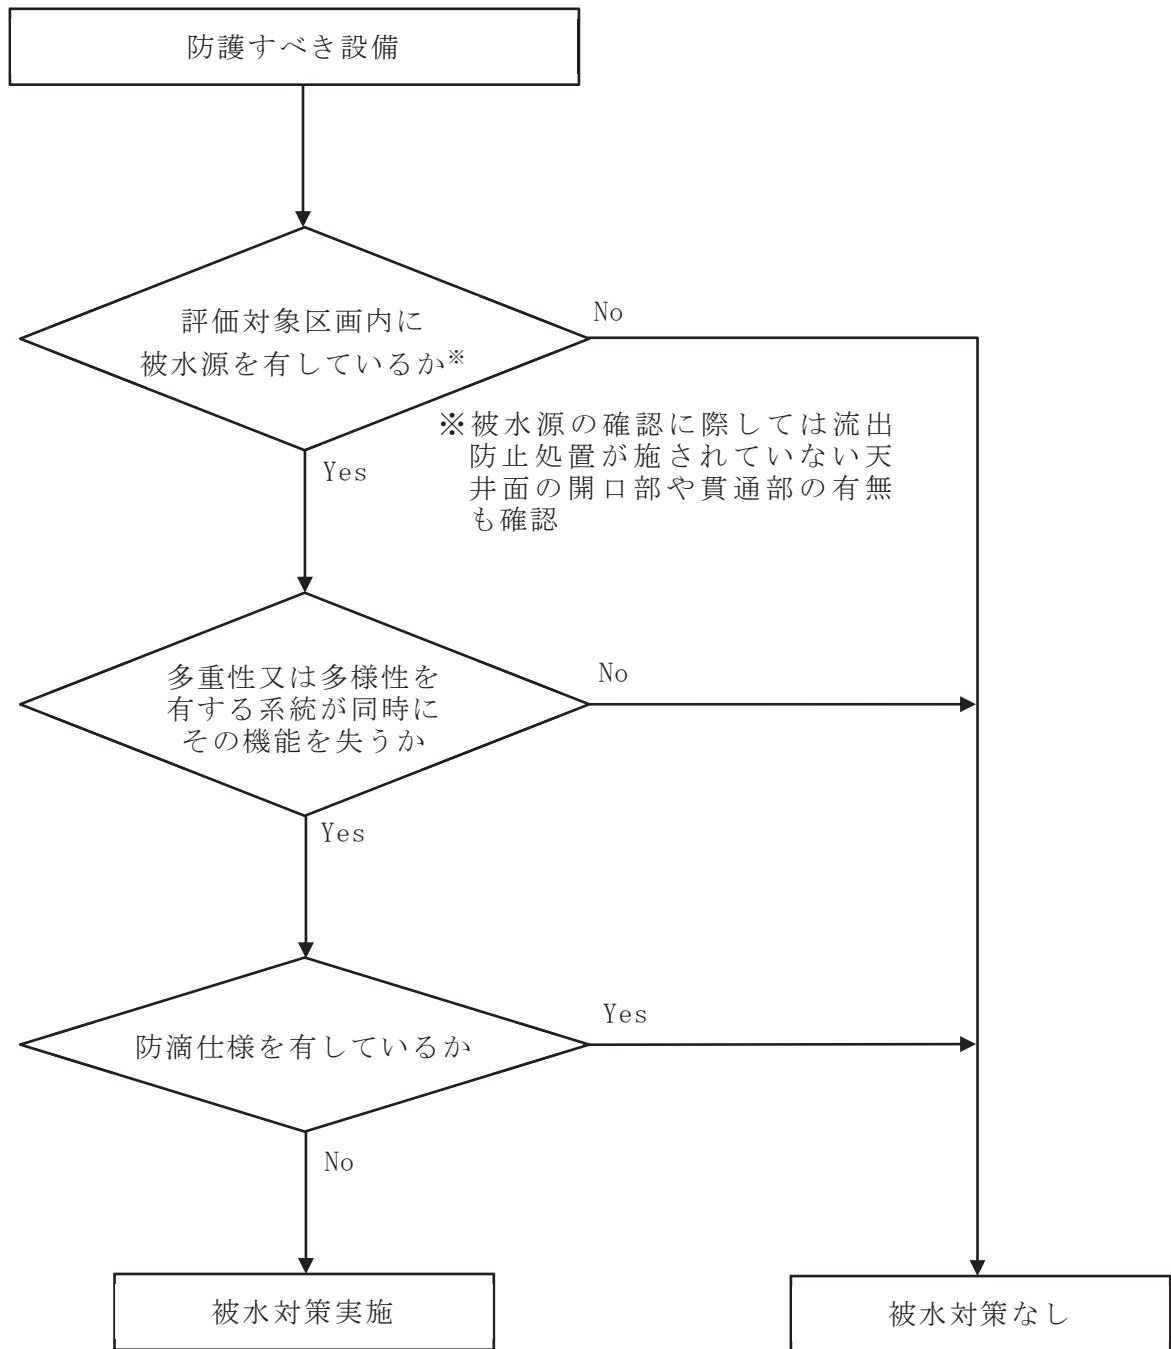 防護すべき設備
評価対象区画内に
被水源を有しているか※
No
※被水源の確認に際しては流出
防止処置が施されていない天
井面の開口部や貫通部の有無
も確認
Yes
多重性又は多様性を
有する系統が同時に
その機能を失うか
No
Yes
防滴仕様を有しているか
Yes
No
被水対策実施
被水対策なし